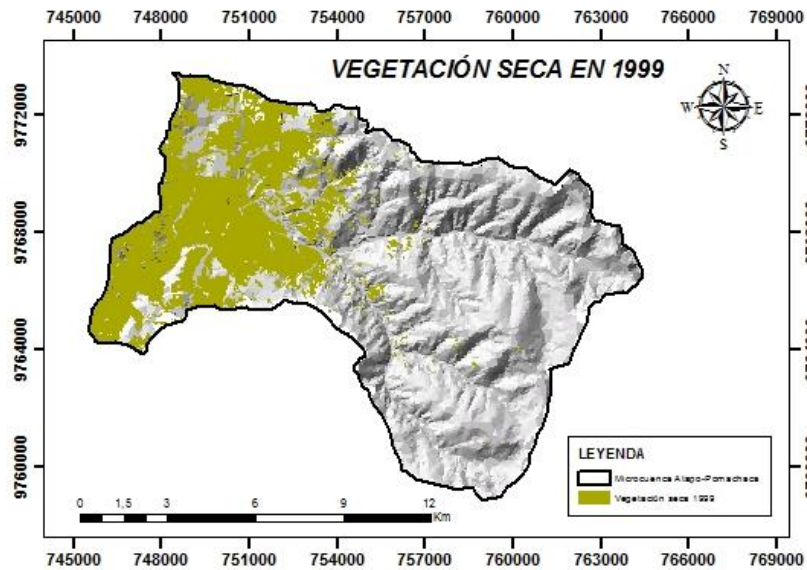 745000 748000 751000 754000 757000 760000 763000 766000 769000
VEGETACIÓN SECA EN 1999
N
W E
S
9772000
9768000
9764000
9760000
LEYENDA
Microcuenca
Vegetación seca 1999
0 1,5 3 6 9 12
Km
745000 748000 751000 754000 757000 760000 763000 766000 769000